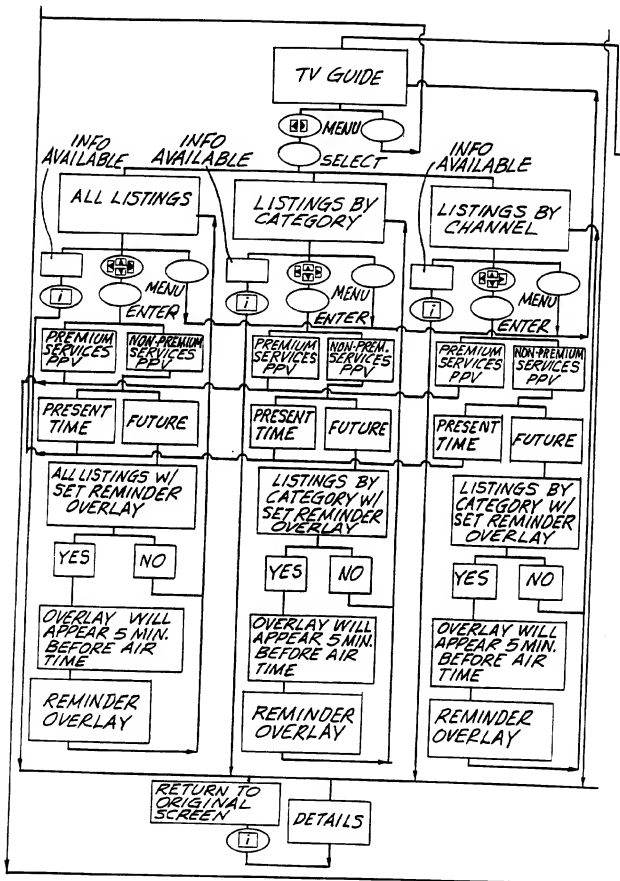 TV GUIDE
MENU
SELECT
INFO
AVAILABLE
INFO
AVAILABLE
INFO
AVAILABLE
ALL LISTINGS
LISTINGS BY
CATEGORY
LISTINGS BY
CHANNEL
i
MENU
ENTER
i
MENU
ENTER
i
MENU
ENTER
PREMIUM
SERVICES
PPV
NON-PREMIUM
SERVICES
PPV
PREMIUM
SERVICES
PPV
NON-PREM.
SERVICES
PPV
PREMIUM
SERVICES
PPV
NON-PREMIUM
SERVICES
PPV
PRESENT
TIME
FUTURE
PRESENT
TIME
FUTURE
PRESENT
TIME
FUTURE
ALL LISTINGS W/
SET REMINDER
OVERLAY
LISTINGS BY
CATEGORY W/
SET REMINDER
OVERLAY
LISTINGS BY
CATEGORY W/
SET REMINDER
OVERLAY
YES
NO
YES
NO
YES
NO
OVERLAY WILL
APPEAR 5 MIN.
BEFORE AIR
TIME
OVERLAY WILL
APPEAR 5 MIN.
BEFORE AIR
TIME
OVERLAY WILL
APPEAR 5 MIN.
BEFORE AIR
TIME
REMINDER
OVERLAY
REMINDER
OVERLAY
REMINDER
OVERLAY
RETURN TO
ORIGINAL
SCREEN
i
DETAILS